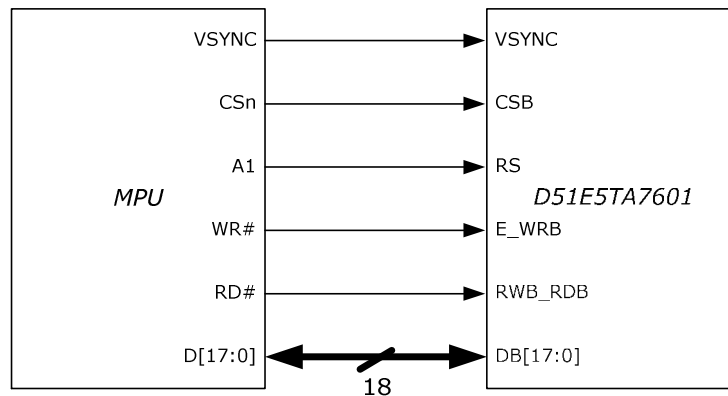 VSYNC VSYNC
CSn CSB
A1 RS
MPU D51E5TA7601
WR# E_WRB
RD# RWB_RDB
D[17:0] DB[17:0]
18